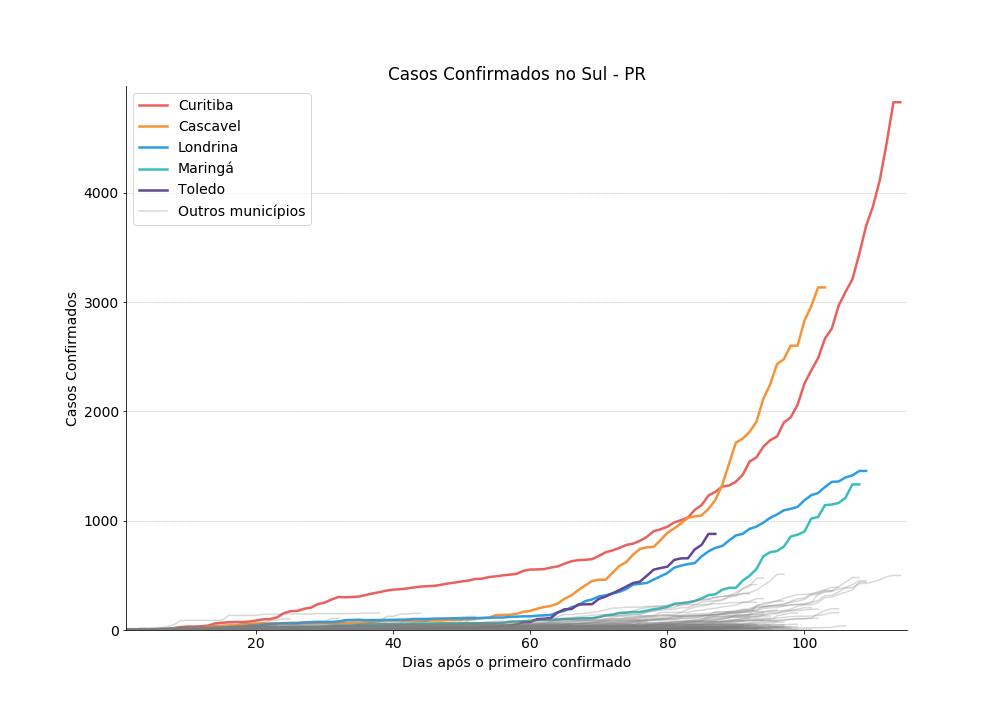 Casos Confirmados no Sul - PR
Curitiba
Cascavel
Londrina
Maringá
Toledo
Outros municípios
Casos Confirmados
4000
3000
2000
1000
0
20
40
60
80
100
Dias após o primeiro confirmado